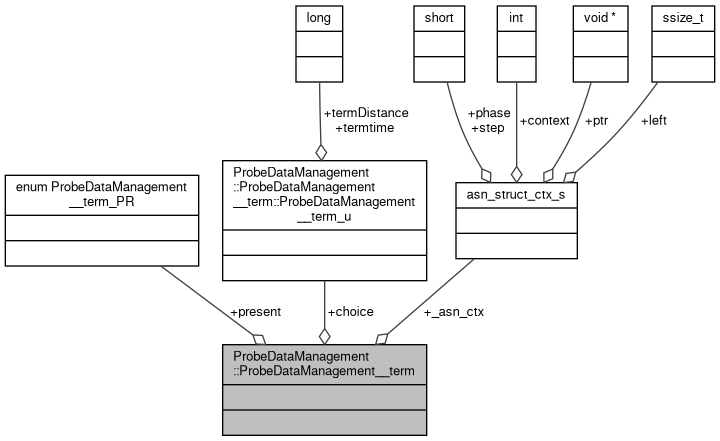 long
short
int
void *
ssize_t
+termDistance
+termtime
+phase
+step
+context
+ptr
+left
enum ProbeDataManagement
__term_PR
ProbeDataManagement
::ProbeDataManagement
__term::ProbeDataManagement
__term_u
asn_struct_ctx_s
+present
+choice
+_asn_ctx
ProbeDataManagement
::ProbeDataManagement__term